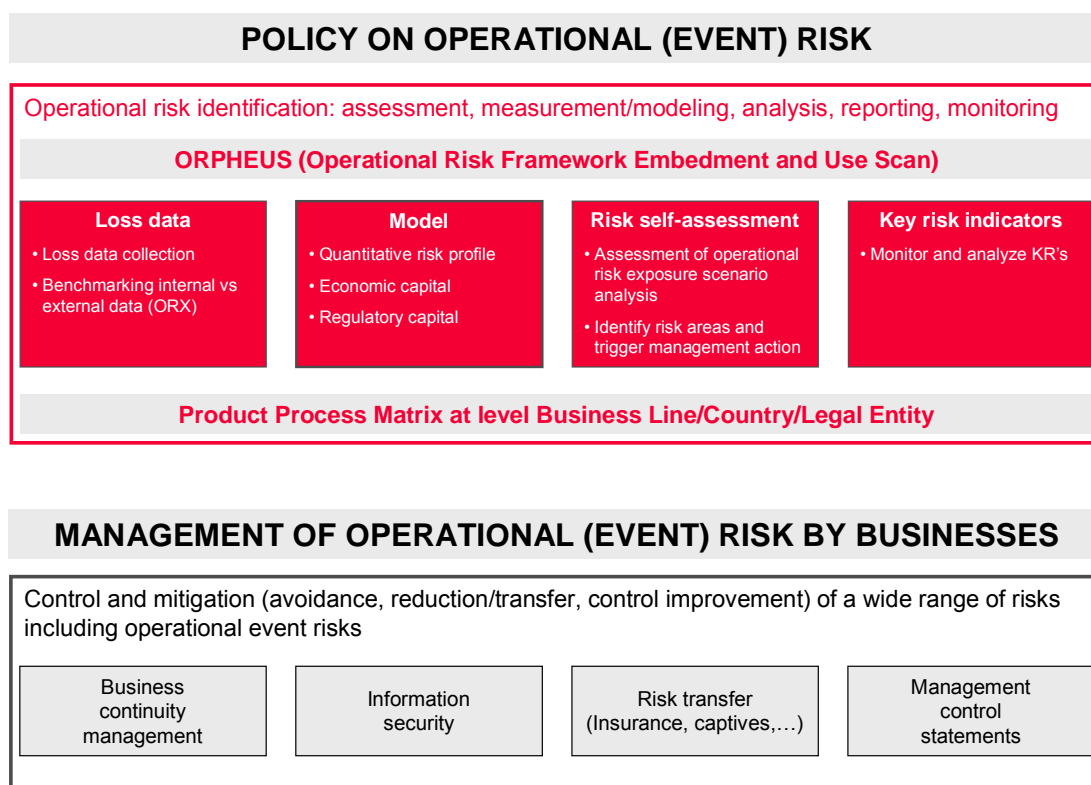 POLICY ON OPERATIONAL (EVENT) RISK
Operational risk identification: assessment, measurement/modeling, analysis, reporting, monitoring
ORPHEUS (Operational Risk Framework Embedment and Use Scan)
Loss data
• Loss data collection
• Benchmarking internal vs
external data (ORX)
Model
• Quantitative risk profile
• Economic capital
• Regulatory capital
Risk self-assessment
• Assessment of operational
risk exposure scenario
analysis
• Identify risk areas and
trigger management action
Key risk indicators
• Monitor and analyze KR's
Product Process Matrix at level Business Line/Country/Legal Entity
MANAGEMENT OF OPERATIONAL (EVENT) RISK BY BUSINESSES
Control and mitigation (avoidance, reduction/transfer, control improvement) of a wide range of risks
including operational event risks
Business
continuity
management
Information
security
Risk transfer
(Insurance, captives,…)
Management
control
statements